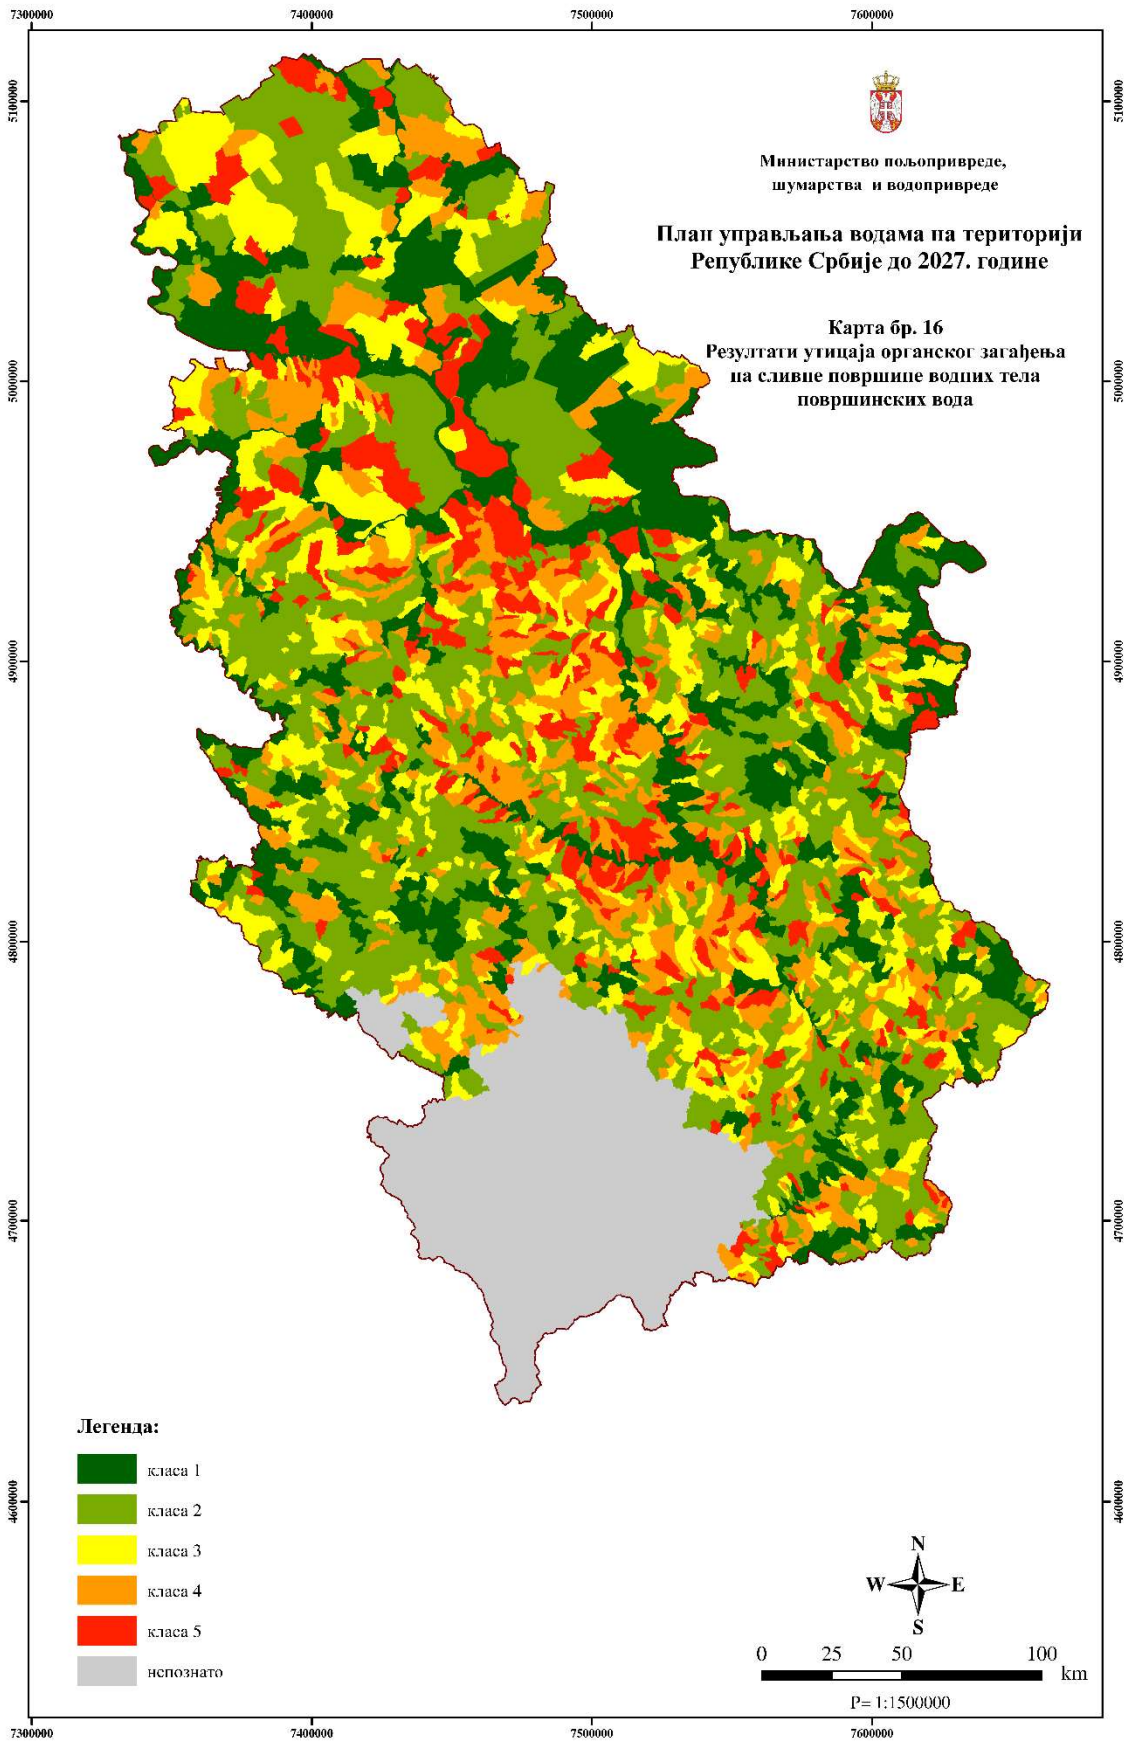 7300000 7400000 7500000 7600000
5100000 5100000
Министарство пољопривреде,
шумарства и водопривреде
План управљања водама на територији
Републике Србије до 2027. године
Карта бр. 16
Резултати утицаја органског загађења
на сливне површине водних тела
површинских вода
5000000 5000000
4900000 4900000
4800000 4800000
4700000 4700000
Легенда:
класа 1
класа 2
класа 3
класа 4
класа 5
непознато
4600000 4600000
N
W E
S
0 25 50 100
km
Р= 1:1500000
7300000 7400000 7500000 7600000